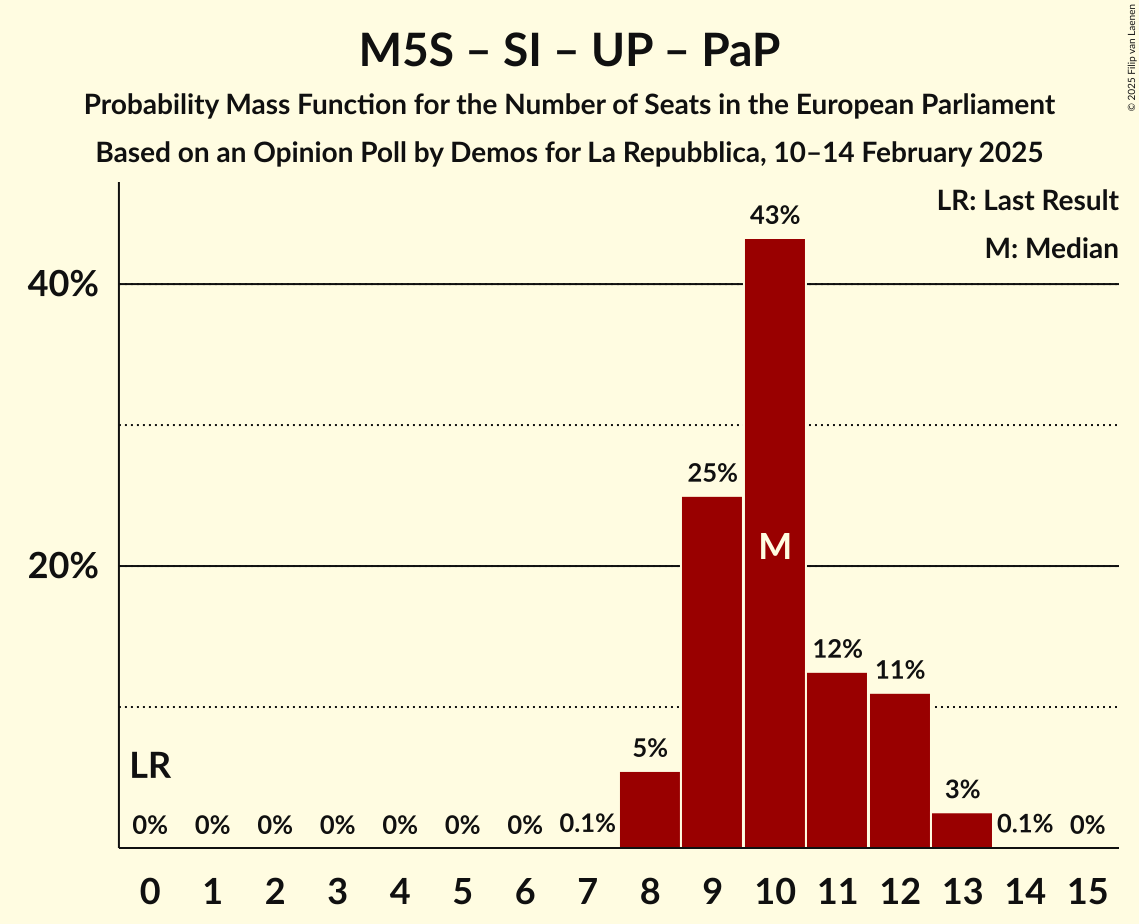 M5S – SI – UP – PaP
Probability Mass Function for the Number of Seats in the European Parliament
Based on an Opinion Poll by Demos for La Repubblica, 10–14 February 2025
© 2025 Filip van Laenen
LR: Last Result
M: Median
43%
40%
25%
M
20%
12%
11%
5%
LR
3%
0% 0% 0% 0% 0% 0% 0% 0.1% 0.1% 0%
0 1 2 3 4 5 6 7 8 9 10 11 12 13 14 15